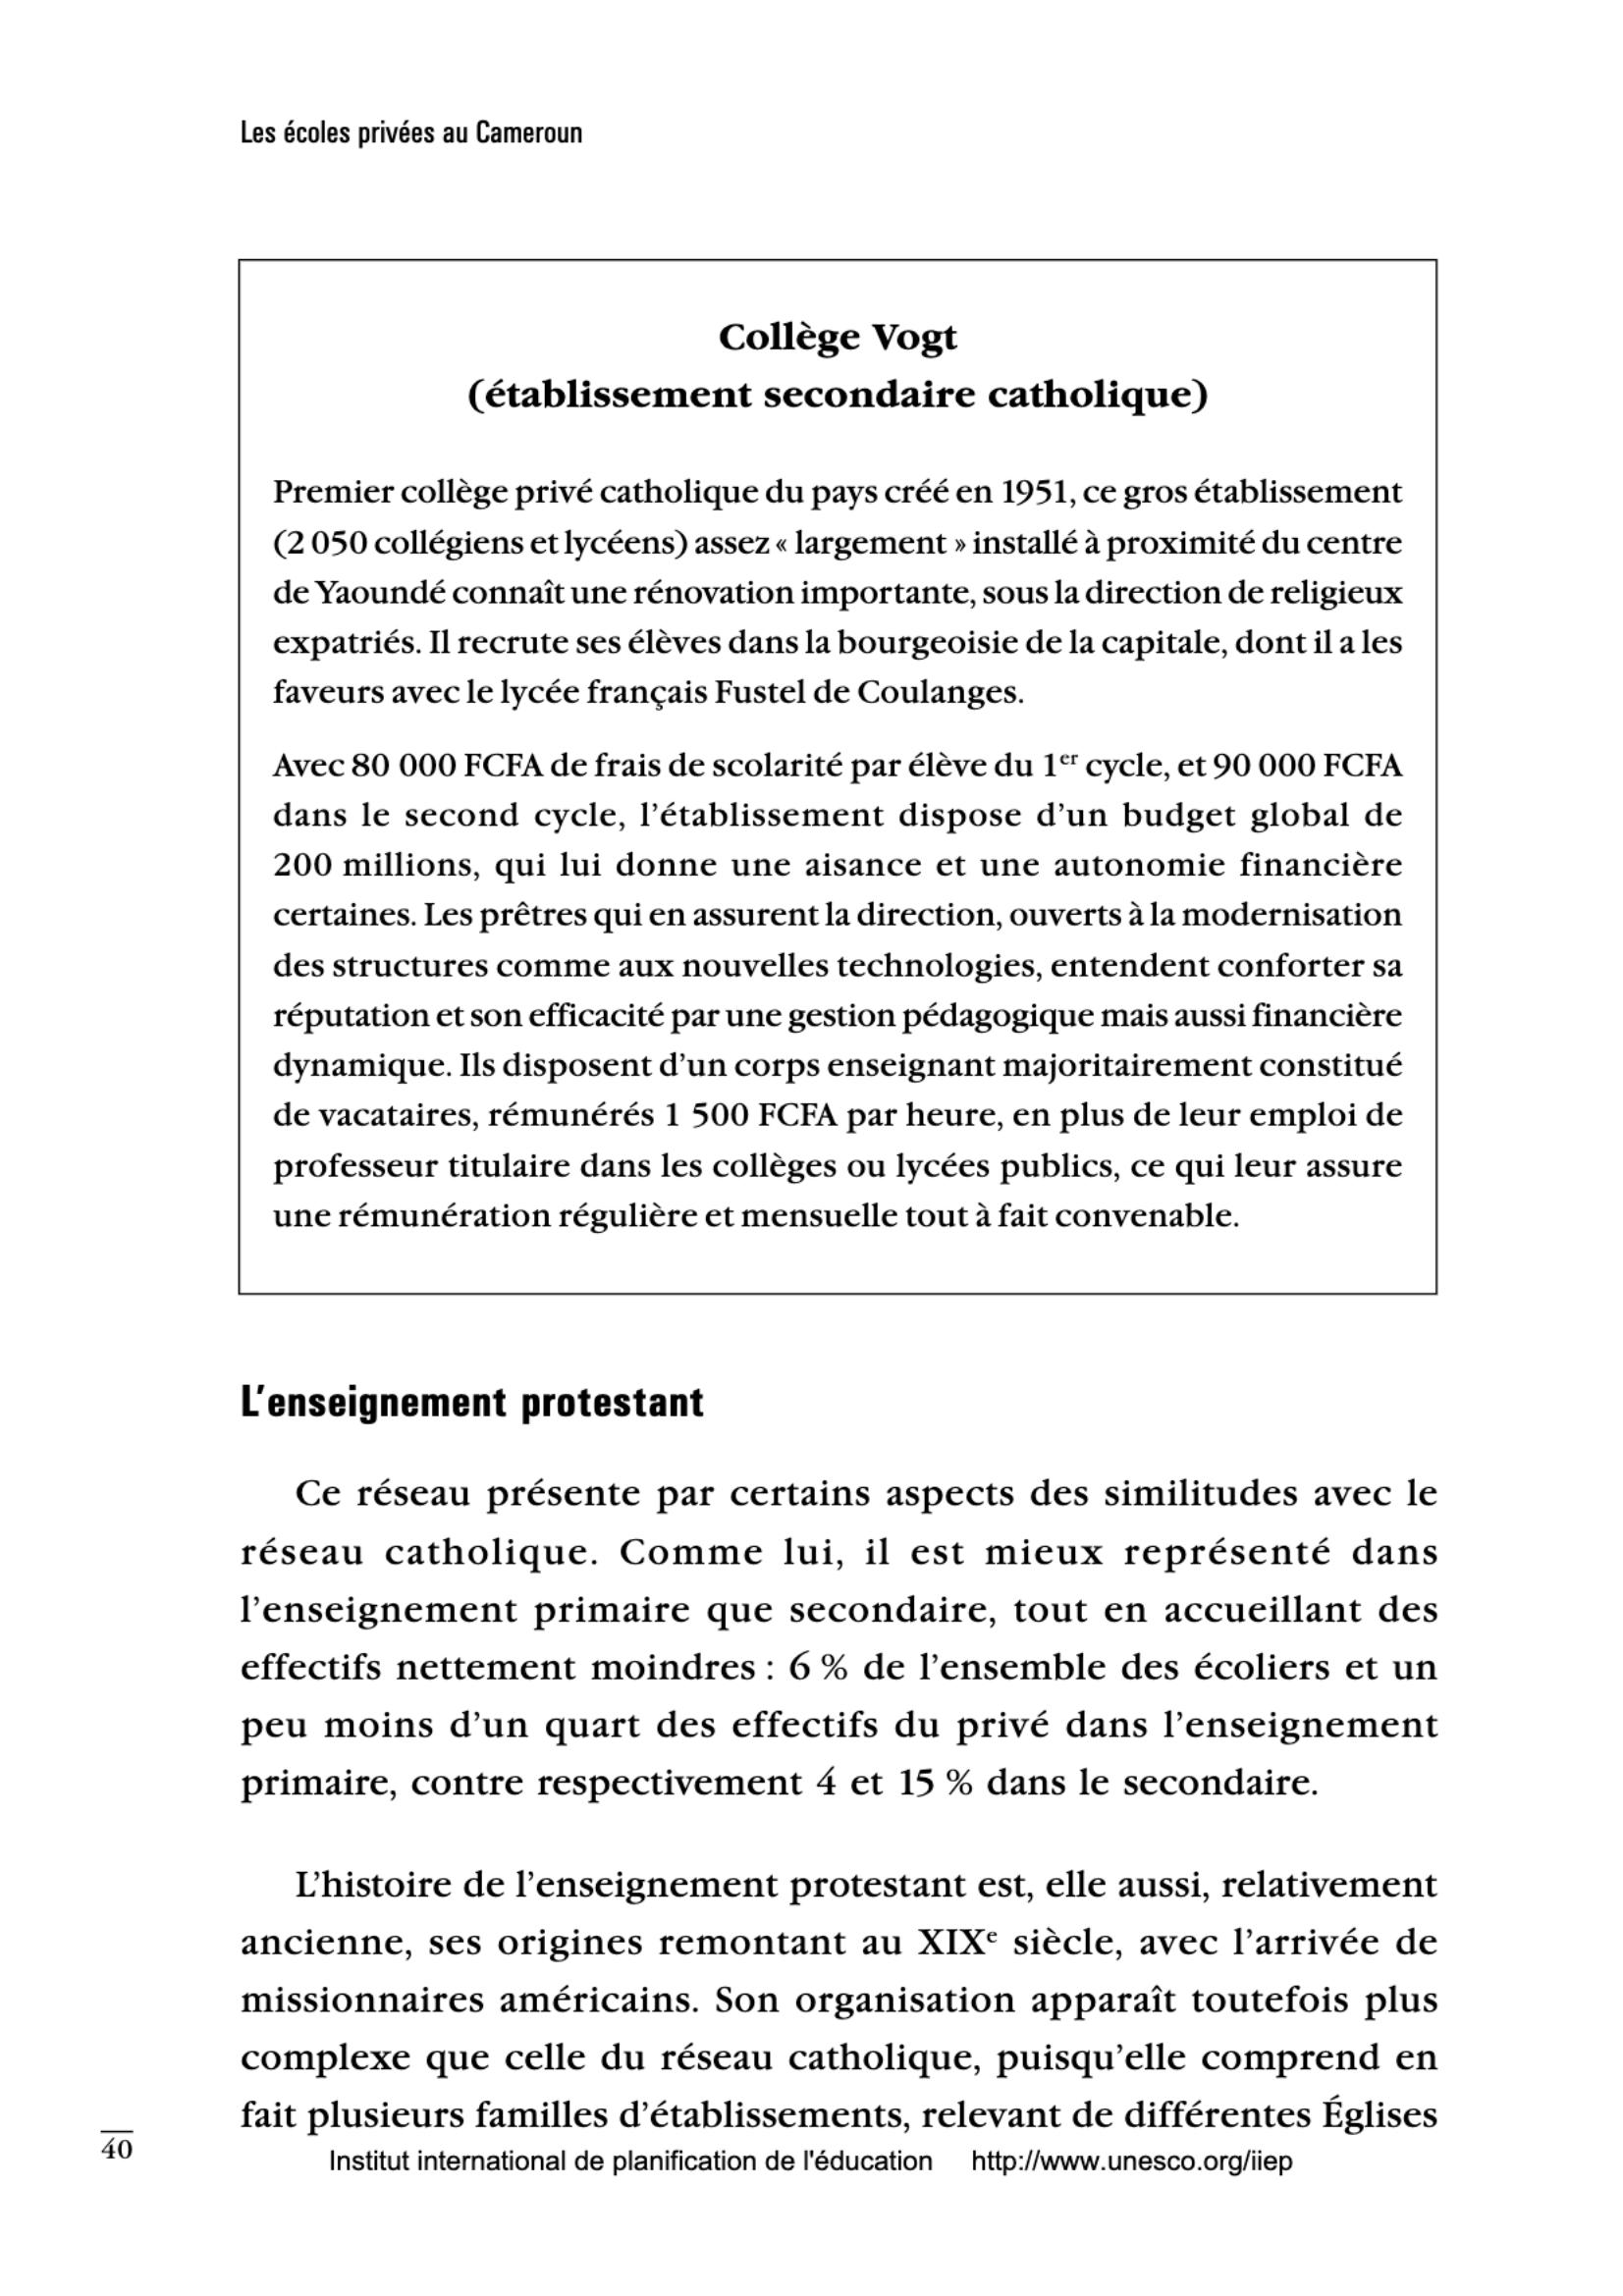 Les écoles privées au Cameroun
Collège Vogt
(établissement secondaire catholique)
Premier collège privé catholique du pays créé en 1951, ce gros établissement
(2 050 collégiens et lycéens) assez « largement » installé à proximité du centre
de Yaoundé connaît une rénovation importante, sous la direction de religieux
expatriés. Il recrute ses élèves dans la bourgeoisie de la capitale, dont il a les
faveurs avec le lycée français Fustel de Coulanges.
Avec 80 000 FCFA de frais de scolarité par élève du 1er cycle, et 90 000 FCFA
dans le second cycle, l’établissement dispose d’un budget global de
200 millions, qui lui donne une aisance et une autonomie financière
certaines. Les prêtres qui en assurent la direction, ouverts à la modernisation
des structures comme aux nouvelles technologies, entendent conforter sa
réputation et son efficacité par une gestion pédagogique mais aussi financière
dynamique. Ils disposent d’un corps enseignant majoritairement constitué
de vacataires, rémunérés 1 500 FCFA par heure, en plus de leur emploi de
professeur titulaire dans les collèges ou lycées publics, ce qui leur assure
une rémunération régulière et mensuelle tout à fait convenable.
L’enseignement protestant
Ce réseau présente par certains aspects des similitudes avec le
réseau catholique. Comme lui, il est mieux représenté dans
l’enseignement primaire que secondaire, tout en accueillant des
effectifs nettement moindres : 6 % de l’ensemble des écoliers et un
peu moins d’un quart des effectifs du privé dans l’enseignement
primaire, contre respectivement 4 et 15 % dans le secondaire.
L’histoire de l’enseignement protestant est, elle aussi, relativement
ancienne, ses origines remontant au XIXe siècle, avec l’arrivée de
missionnaires américains. Son organisation apparaît toutefois plus
complexe que celle du réseau catholique, puisqu’elle comprend en
fait plusieurs familles d’établissements, relevant de différentes Églises
40
Institut international de planification de l'éducation http://www.unesco.org/iiep